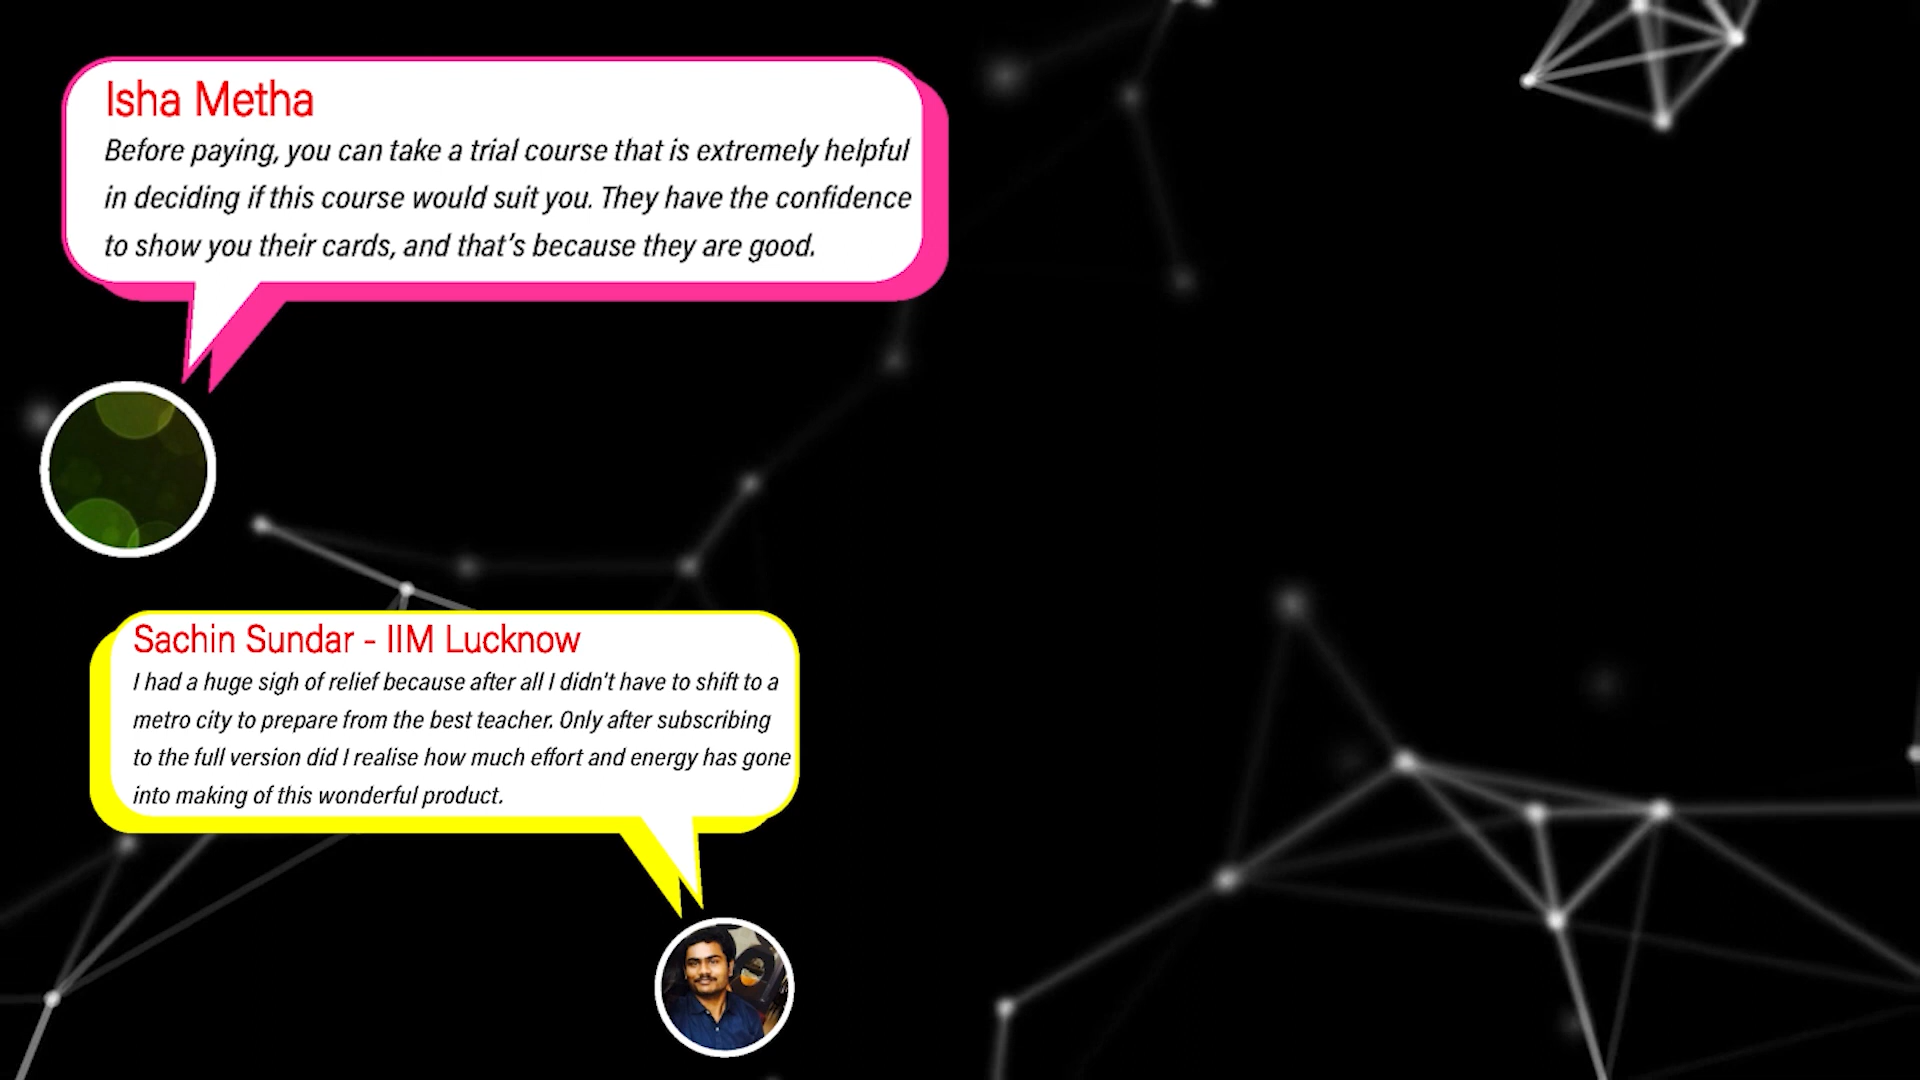 Isha Metha
Before paying, you can take a trial course that is extremely helpful
in deciding if this course would suit you. They have the confidence
to show you their cards, and that's because they are good.
Sachin Sundar - IIM Lucknow
I had a huge sigh of relief because after all I didn't have to shift to a
metro city to prepare from the best teacher. Only after subscribing
to the full version did I realise how much effort and energy has gone
into making of this wonderful product.